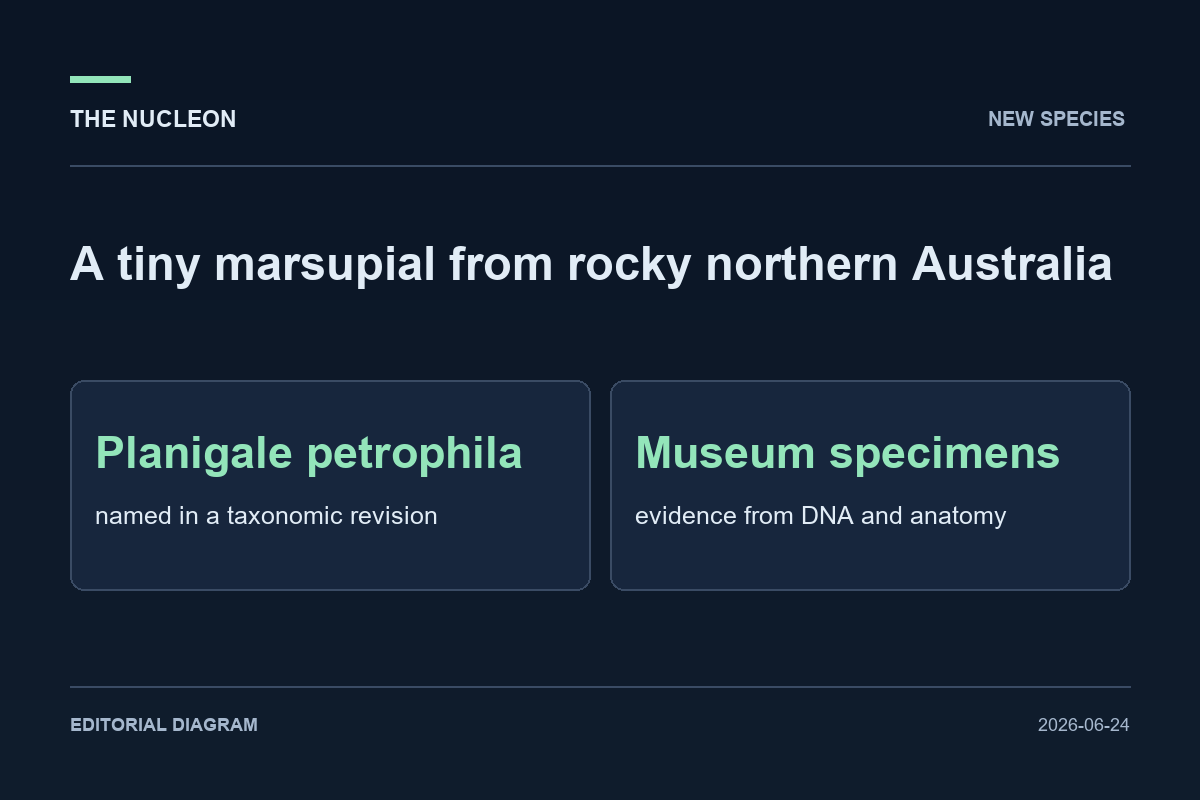 THE NUCLEON
NEW SPECIES
A tiny marsupial from rocky northern Australia
Planigale petrophila
named in a taxonomic revision
Museum specimens
evidence from DNA and anatomy
EDITORIAL DIAGRAM
2026-06-24